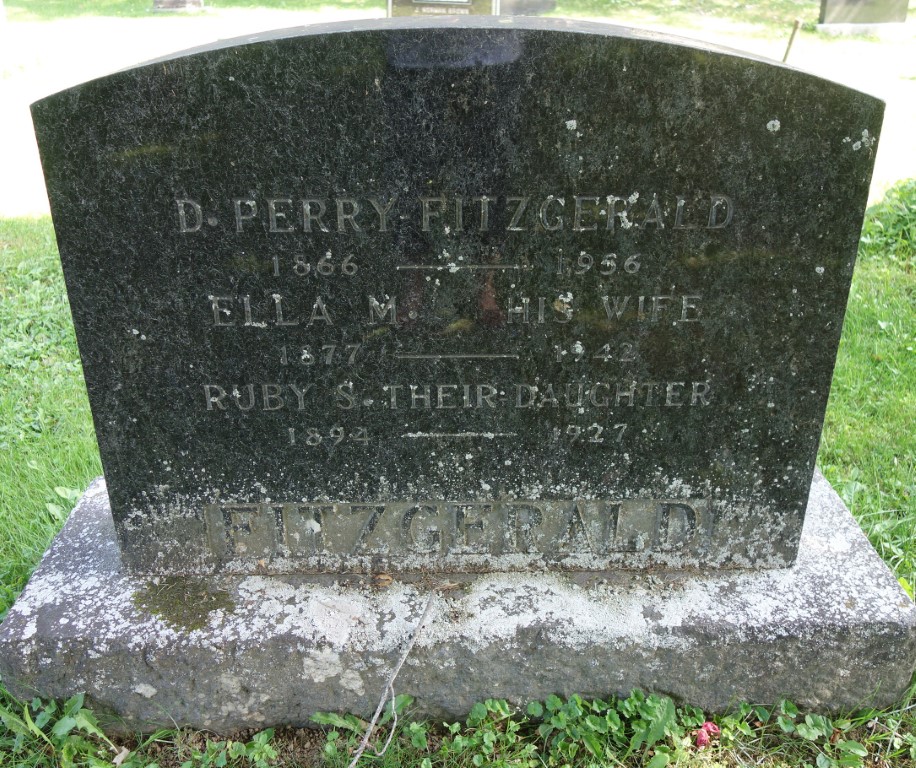 D. PERRY FITZGERALD
1866 — 1956
ELLA M. HIS WIFE
1877 — 1942
RUBY S. THEIR DAUGHTER
1894 — 1927
FITZGERALD